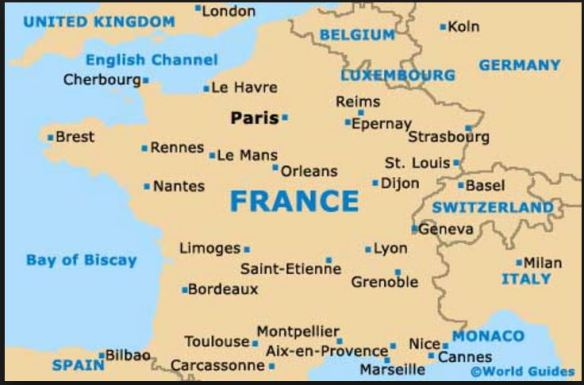 London
UNITED KINGDOM
BELGIUM
Koln
English Channel
GERMANY
Cherbourg
LUXEMBOURG
Le Havre
Reims
Paris
Epernay
Brest
Strasbourg
Rennes
Le Mans
St. Louis
Orleans
Nantes
Dijon
Basel
FRANCE
SWITZERLAND
Geneva
Limoges
Lyon
Bay of Biscay
Saint-Etienne
Milan
Grenoble
ITALY
Bordeaux
Montpellier
MONACO
Toulouse
Nice
Aix-en-Provence
Bilbao
Cannes
SPAIN
Carcassonne
Marseille
©World Guides